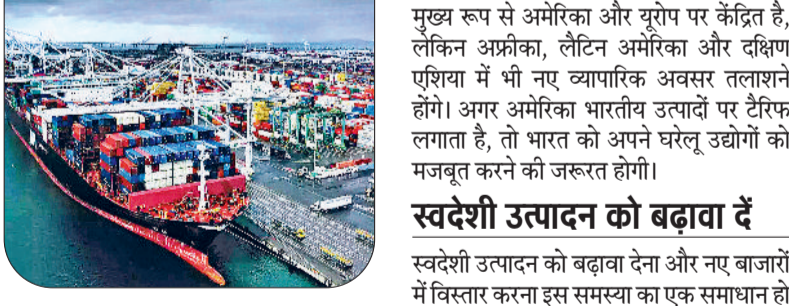 मुख्य रूप से अमेरिका और यूरोप पर केंद्रित है,
लेकिन अफ्रीका, लैटिन अमेरिका और दक्षिण
एशिया में भी नए व्यापारिक अवसर तलाशने
होंगे। अगर अमेरिका भारतीय उत्पादों पर टैरिफ
लगाता है, तो भारत को अपने घरेलू उद्योगों को
मजबूत करने की जरूरत होगी।
स्वदेशी उत्पादन को बढ़ावा दें
स्वदेशी उत्पादन को बढ़ावा देना और नए बाजारों
में विस्तार करना इस समस्या का एक समाधान हो